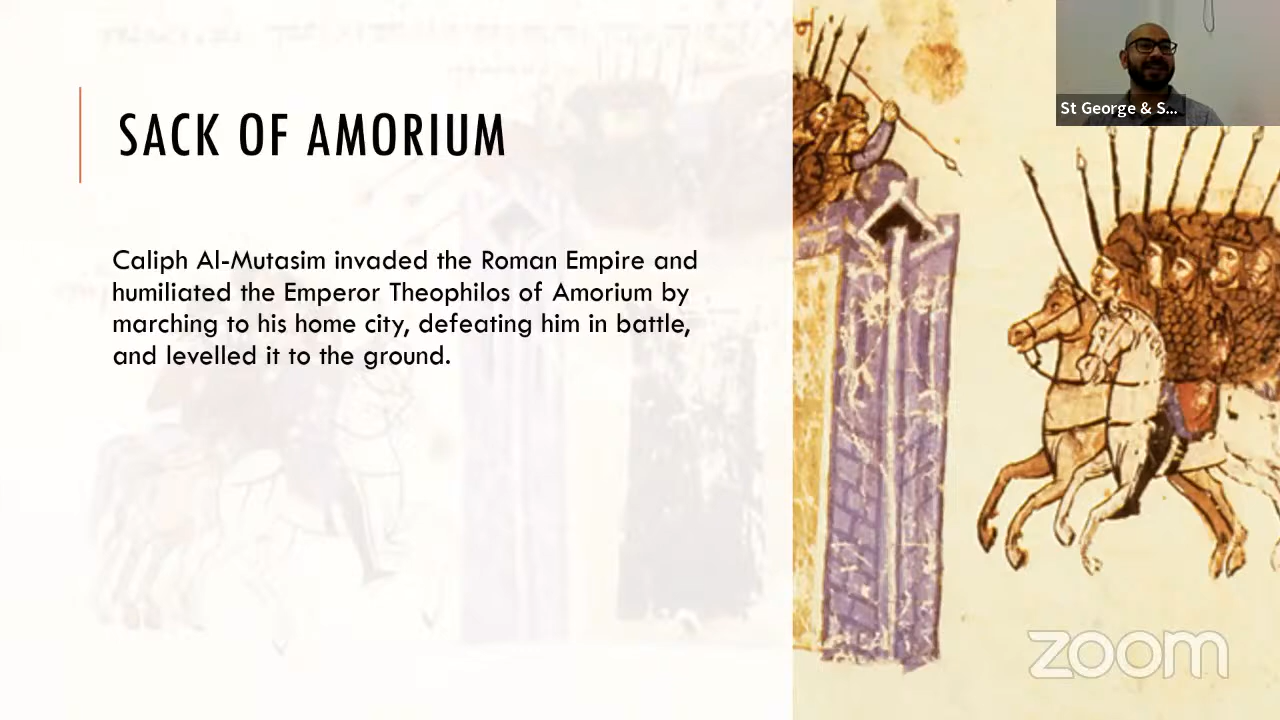 SACK OF AMORIUM
Caliph Al-Mutasim invaded the Roman Empire and
humiliated the Emperor Theophilos of Amorium by
marching to his home city, defeating him in battle,
and levelled it to the ground.
St George & S...
zoom